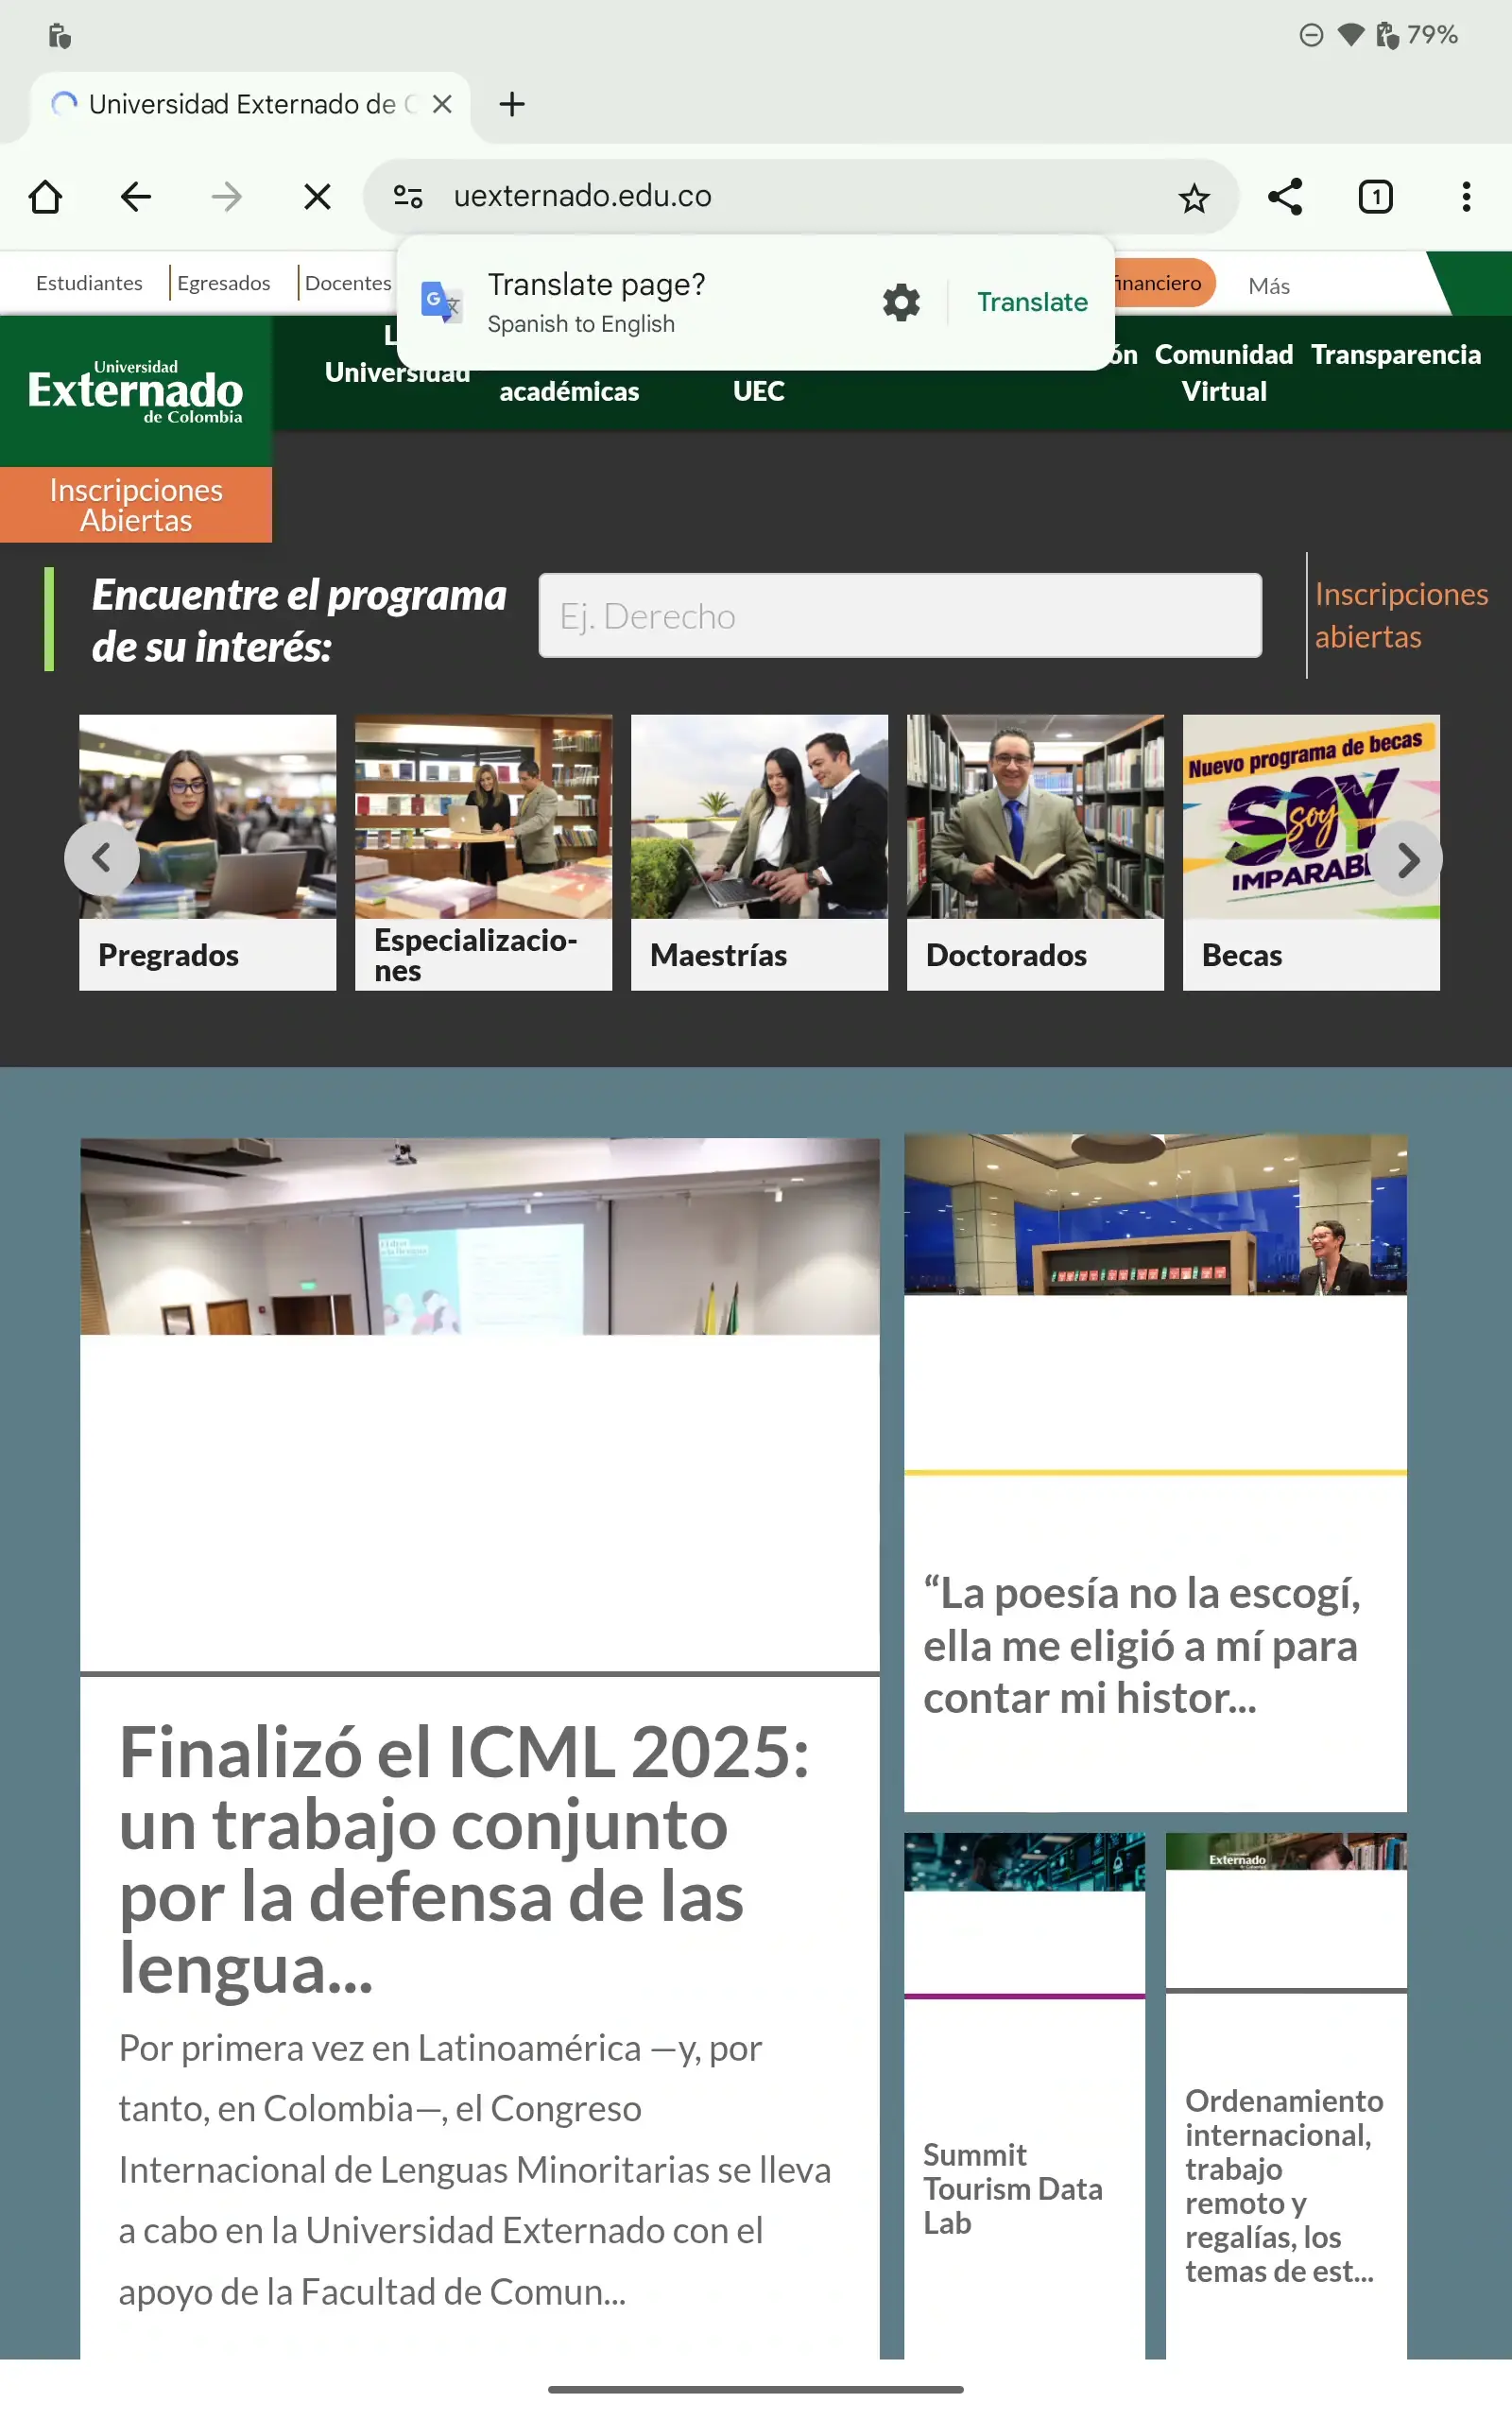 79%
Universidad Externado de
uexternado.edu.co
1
Translate page?
Spanish to English
Translate
Estudiantes
Egresados
Docentes
financiero
Más
Universidad
Externado
de Colombia
Universidad
académicas
UEC
Comunidad
Virtual
Transparencia
Inscripciones
Abiertas
Encuentre el programa
de su interés:
Ej. Derecho
Inscripciones
abiertas
Nuevo programa de becas
SOY
soy
IMPARABL
Pregrados
Especializacio-
nes
Maestrías
Doctorados
Becas
Finalizó el ICML 2025:
un trabajo conjunto
por la defensa de las
lengua...
Por primera vez en Latinoamérica —y, por
tanto, en Colombia—, el Congreso
Internacional de Lenguas Minoritarias se lleva
a cabo en la Universidad Externado con el
apoyo de la Facultad de Comun...
“La poesía no la escogí,
ella me eligió a mí para
contar mi histor...
Summit
Tourism Data
Lab
Externado
Ordenamiento
internacional,
trabajo
remoto y
regalías, los
temas de est...